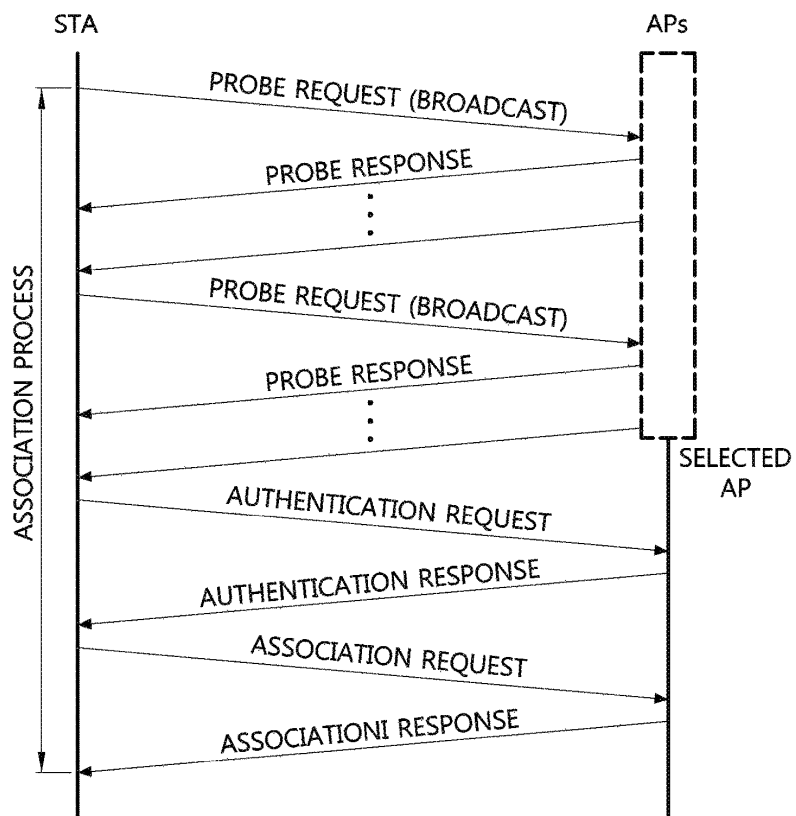 STA
APs
PROBE REQUEST (BROADCAST)
PROBE RESPONSE
PROBE REQUEST (BROADCAST)
PROBE RESPONSE
ASSOCIATION PROCESS
SELECTED
AP
AUTHENTICATION REQUEST
AUTHENTICATION RESPONSE
ASSOCIATION REQUEST
ASSOCIATIONI RESPONSE